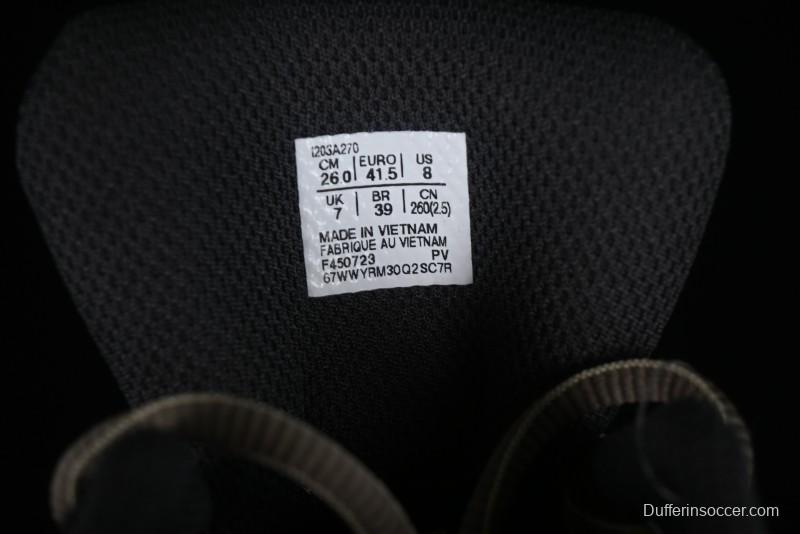 1203A270
CM | EURO | US
26.0 | 41.5 | 8
UK | BR | CN
7 | 39 | 260(2.5)
MADE IN VIETNAM
FABRIQUE AU VIETNAM
F450723 PV
67WWYRM30Q2SC7R
Dufferinsoccer.com